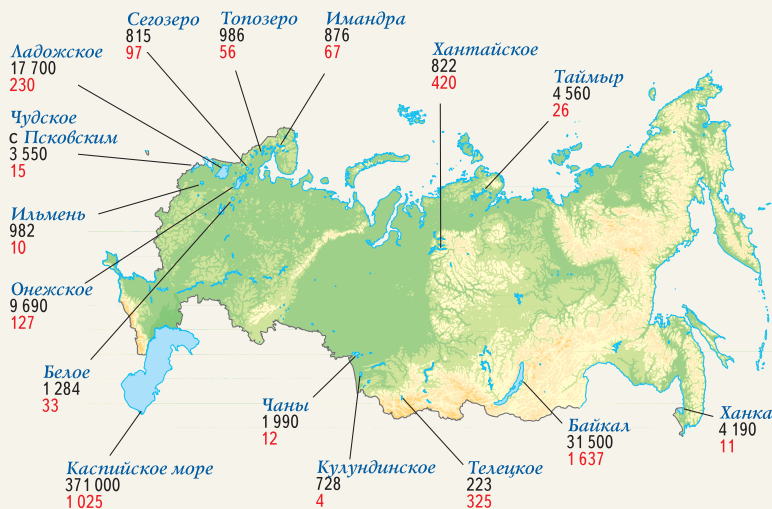 Сегозеро
815
97
Топозеро
986
56
Имандра
876
67
Хантайское
822
420
Таймыр
4 560
26
Ладожское
17 700
230
Чудское
с Псковским
3 550
15
Ильмень
982
10
Онежское
9 690
127
Белое
1 284
33
Каспийское море
371 000
1 025
Чаны
1 990
12
Кулундинское
728
4
Телецкое
223
325
Байкал
31 500
1 637
Ханка
4 190
11